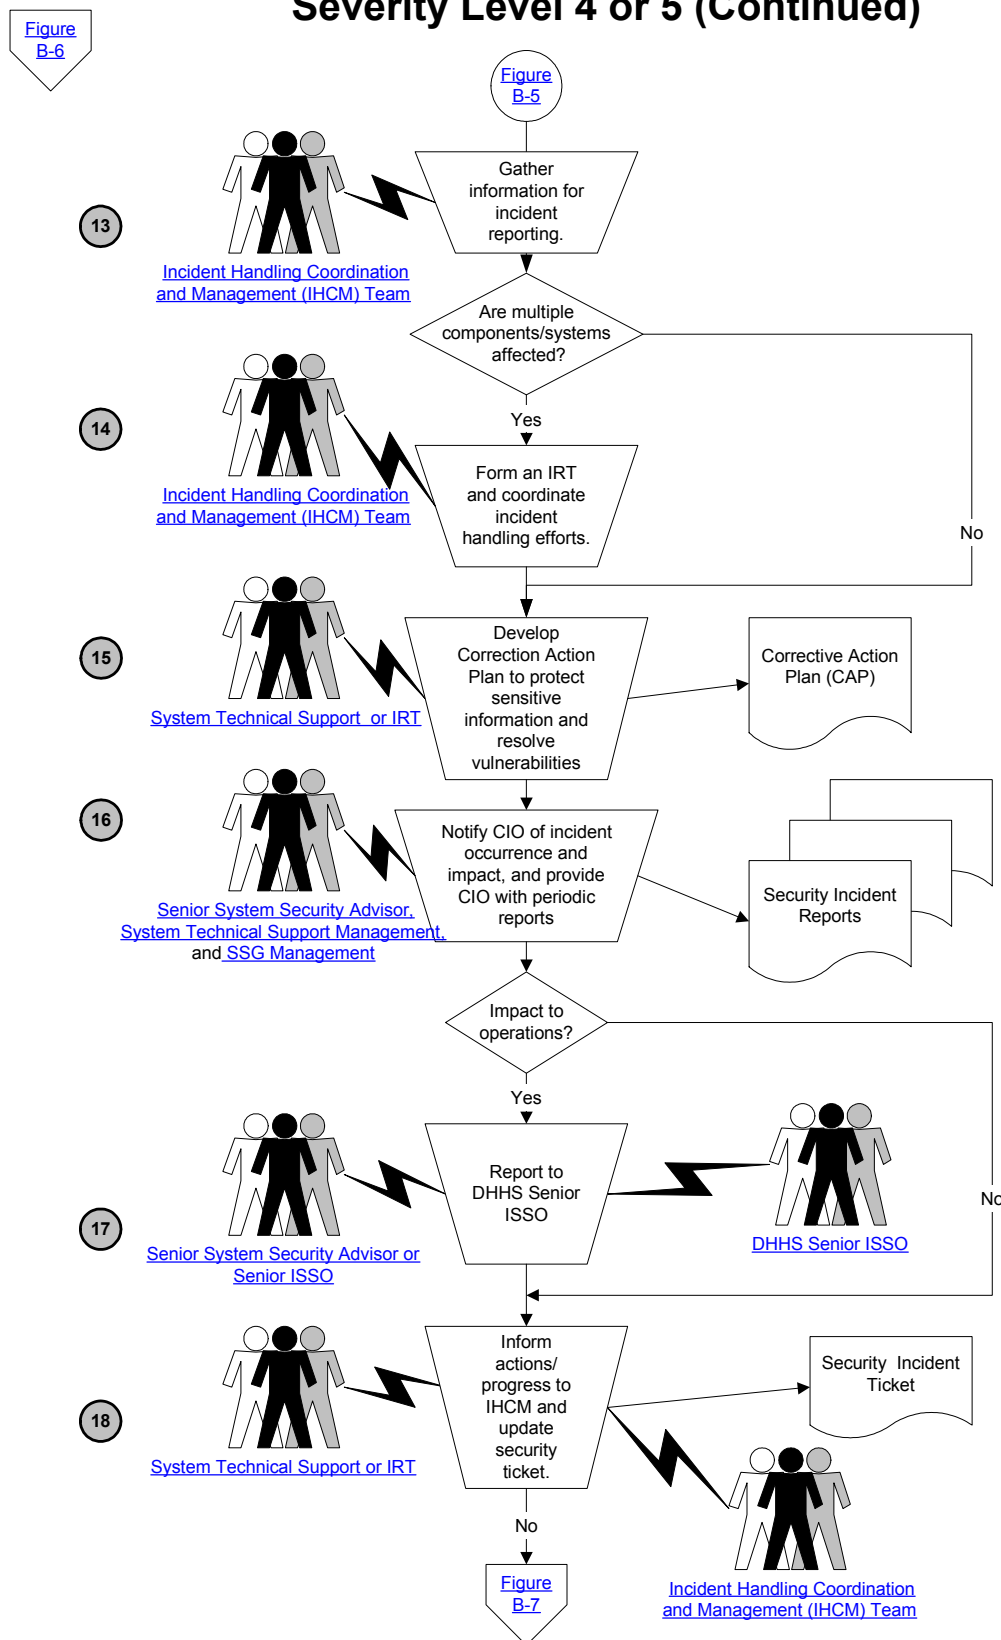 Severity Level 4 or 5 (Continued)
Figure
B-6
Figure
B-5
Gather
information for
incident
reporting.
13
Incident Handling Coordination
and Management (IHCM) Team
Are multiple
components/systems
affected?
Yes
No
14
Incident Handling Coordination
and Management (IHCM) Team
Form an IRT
and coordinate
incident
handling efforts.
15
System Technical Support or IRT
Develop
Correction Action
Plan to protect
sensitive
information and
resolve
vulnerabilities
Corrective Action
Plan (CAP)
16
Senior System Security Advisor,
System Technical Support Management,
and SSG Management
Notify CIO of incident
occurrence and
impact, and provide
CIO with periodic
reports
Security Incident
Reports
Impact to
operations?
Yes
No
17
Senior System Security Advisor or
Senior ISSO
Report to
DHHS Senior
ISSO
DHHS Senior ISSO
18
System Technical Support or IRT
Inform
actions/
progress to
IHCM and
update
security
ticket.
Security Incident
Ticket
Incident Handling Coordination
and Management (IHCM) Team
No
Figure
B-7